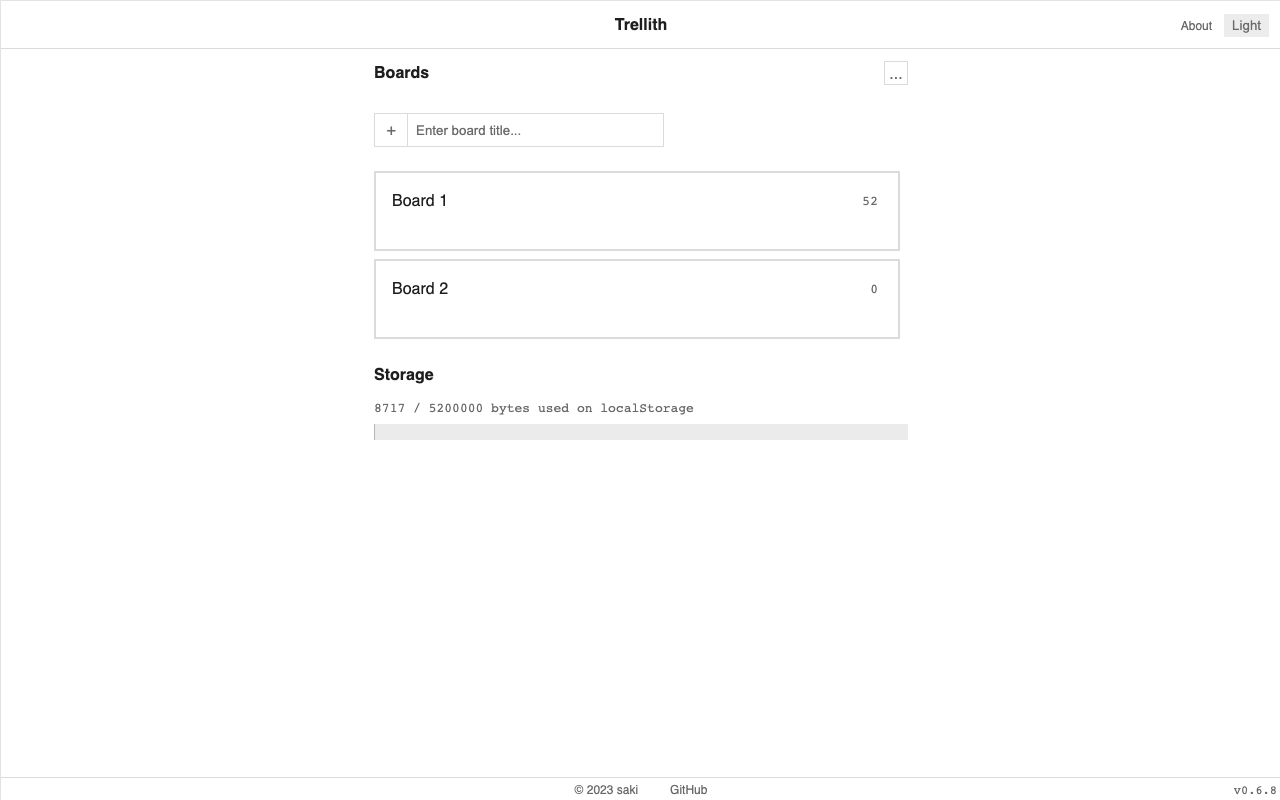 Trellith
About
Light
Boards
...
+
Enter board title...
Board 1
52
Board 2
0
Storage
8717 / 5200000 bytes used on localStorage
© 2023 saki
GitHub
v0.6.8